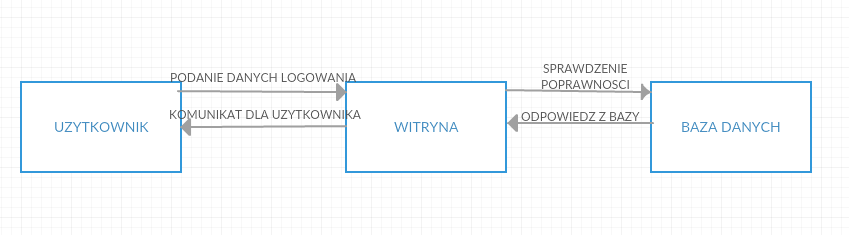 PODANIE DANYCH LOGOWANIA
SPRAWDZENIE
POPRAWNOSCI
KOMUNIKAT DLA UZYTKOWNIKA
ODPOWIEDZ Z BAZY
UZYTKOWNIK
WITRYNA
BAZA DANYCH